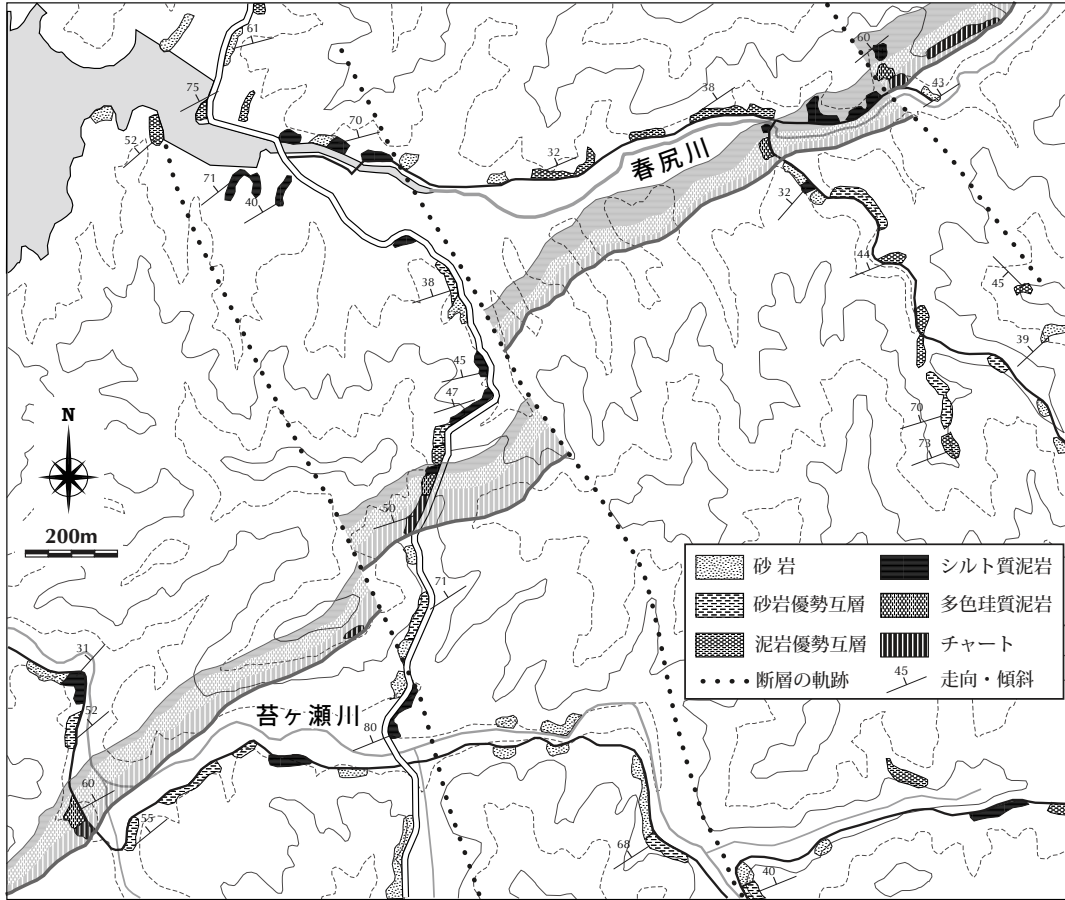 61
60
75
38
43
70
52
32
春尻川
71
32
40
44
38
45
39
45
47
N
70
73
200m
50
71
砂 岩
シルト質泥岩
砂岩優勢互層
多色珪質泥岩
泥岩優勢互層
チャート
断層の軌跡
45
走向・傾斜
31
52
苔ヶ瀬川
80
60
55
68
40